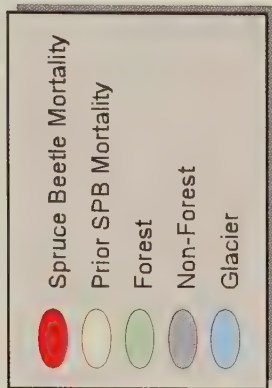 Spruce Beetle Mortality
Prior SPB Mortality
Forest
Non-Forest
Glacier